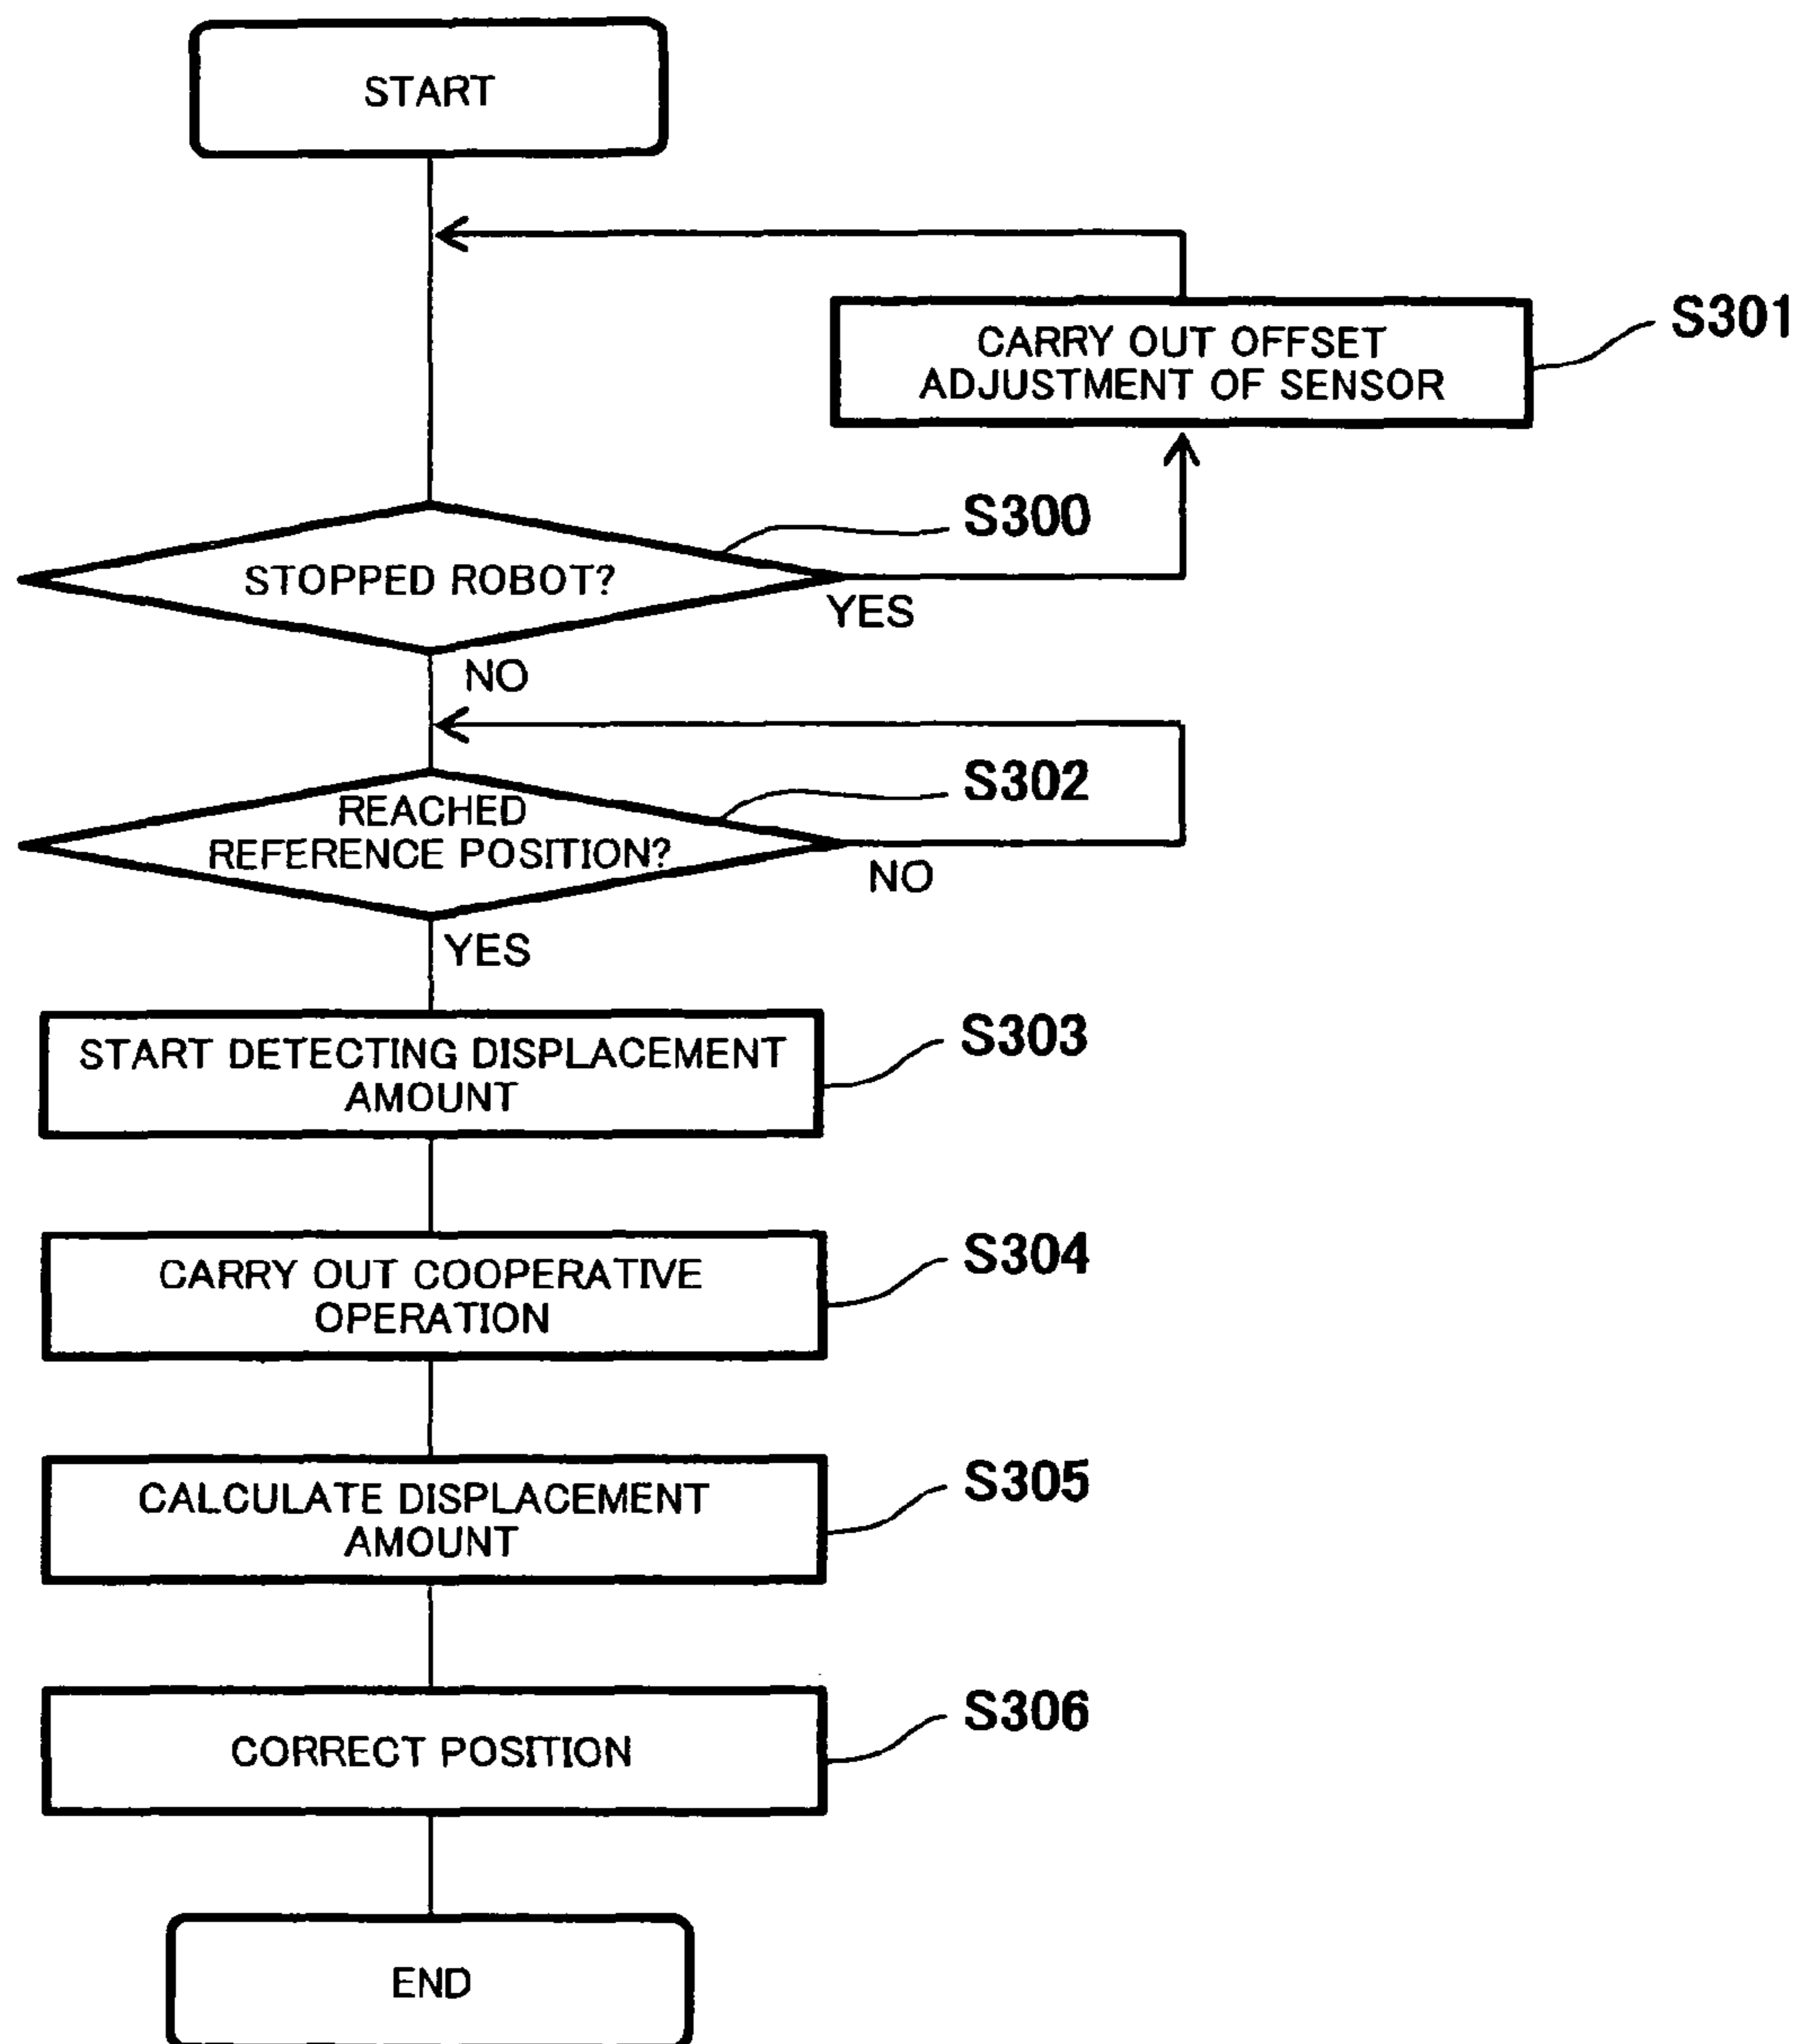 START
CARRY OUT OFFSET
ADJUSTMENT OF SENSOR
S301
S300
STOPPED ROBOT?
YES
NO
S302
REACHED
REFERENCE POSITION?
NO
YES
START DETECTING DISPLACEMENT
AMOUNT
S303
CARRY OUT COOPERATIVE
OPERATION
S304
CALCULATE DISPLACEMENT
AMOUNT
S305
CORRECT POSITION
S306
END